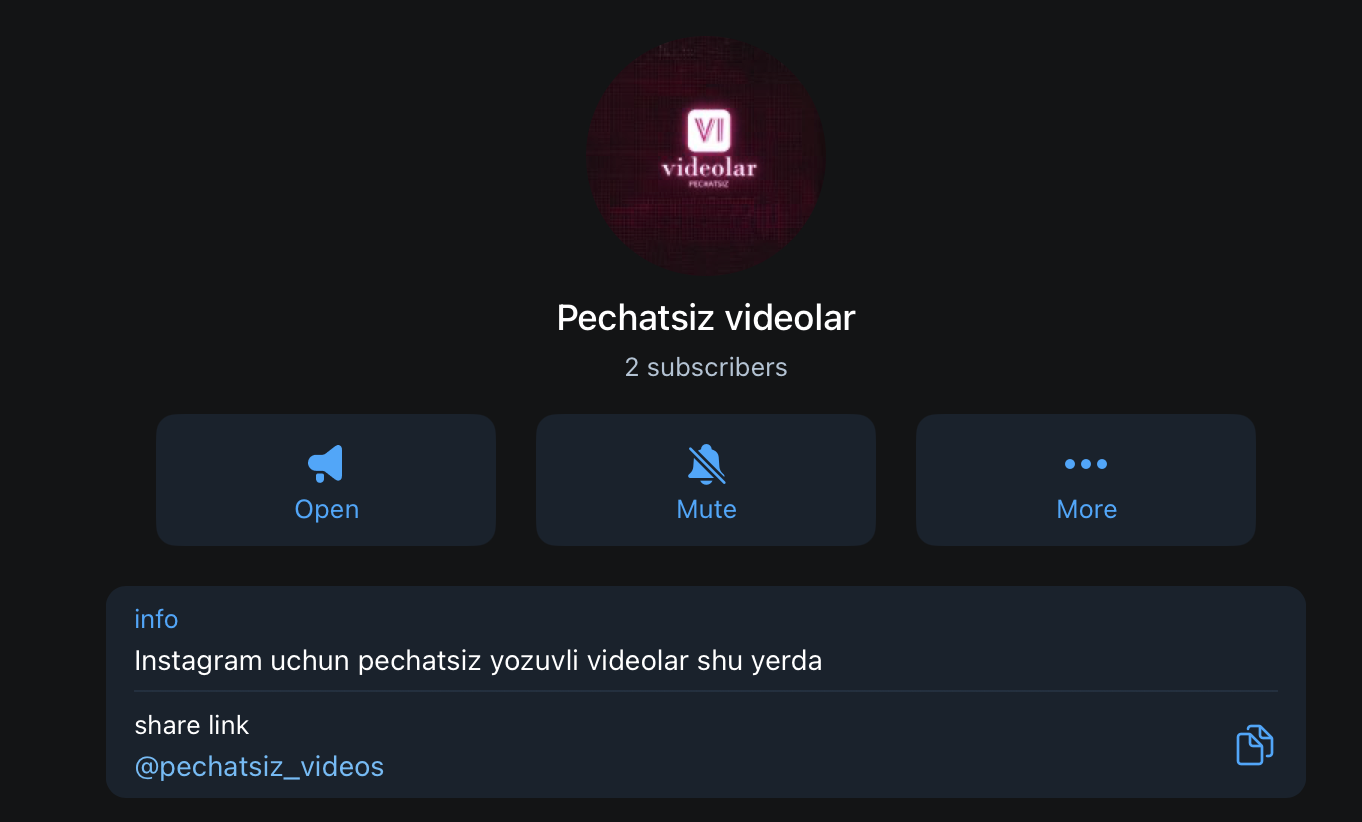 VI
videolar
PECHATSIZ
Pechatsiz videolar
2 subscribers
Open
Mute
More
info
Instagram uchun pechatsiz yozuvli videolar shu yerda
share link
@pechatsiz_videos